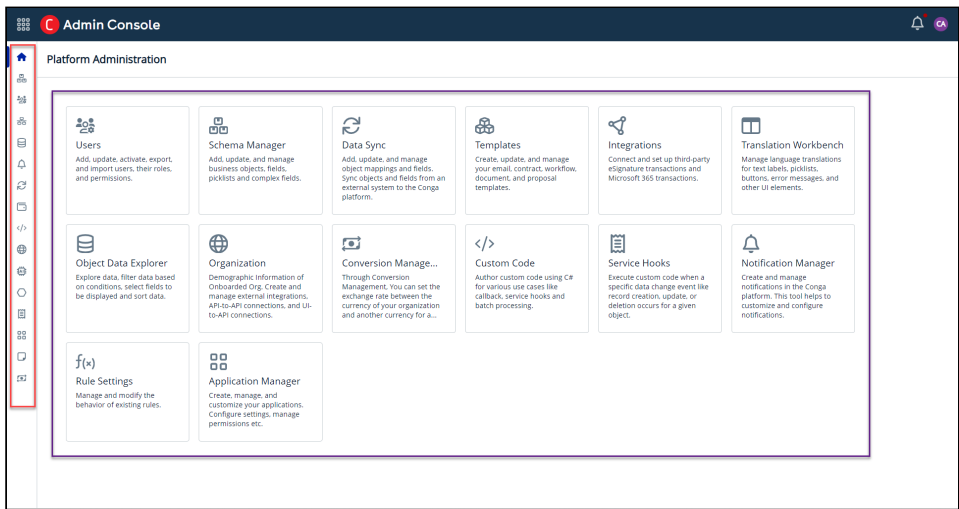 C Admin Console
CA
Platform Administration
Users
Add, update, activate, export,
and import users, their roles,
and permissions.
Schema Manager
Add, update, and manage
business objects, fields,
picklists and complex fields.
Data Sync
Add, update, and manage
object mappings and fields.
Sync objects and fields from an
external system to the Conga
platform.
Templates
Create, update, and manage
your email, contract, workflow,
document, and proposal
templates.
Integrations
Connect and set up third-party
eSignature transactions and
Microsoft 365 transactions.
Translation Workbench
Manage language translations
for text labels, picklists,
buttons, error messages, and
other UI elements.
Object Data Explorer
Explore data, filter data based
on conditions, select fields to
be displayed and sort data.
Organization
Demographic Information of
Onboarded Org. Create and
manage external integrations,
API-to-API connections, and UI-
to-API connections.
Conversion Manage...
Through Conversion
Management, You can set the
exchange rate between the
currency of your organization
and another currency for a...
</>
Custom Code
Author custom code using C#
for various use cases like
callback, service hooks and
batch processing.
Service Hooks
Execute custom code when a
specific data change event like
record creation, update, or
deletion occurs for a given
object.
Notification Manager
Create and manage
notifications in the Conga
platform. This tool helps to
customize and configure
notifications.
f(x)
Rule Settings
Manage and modify the
behavior of existing rules.
Application Manager
Create, manage, and
customize your applications.
Configure settings, manage
permissions etc.